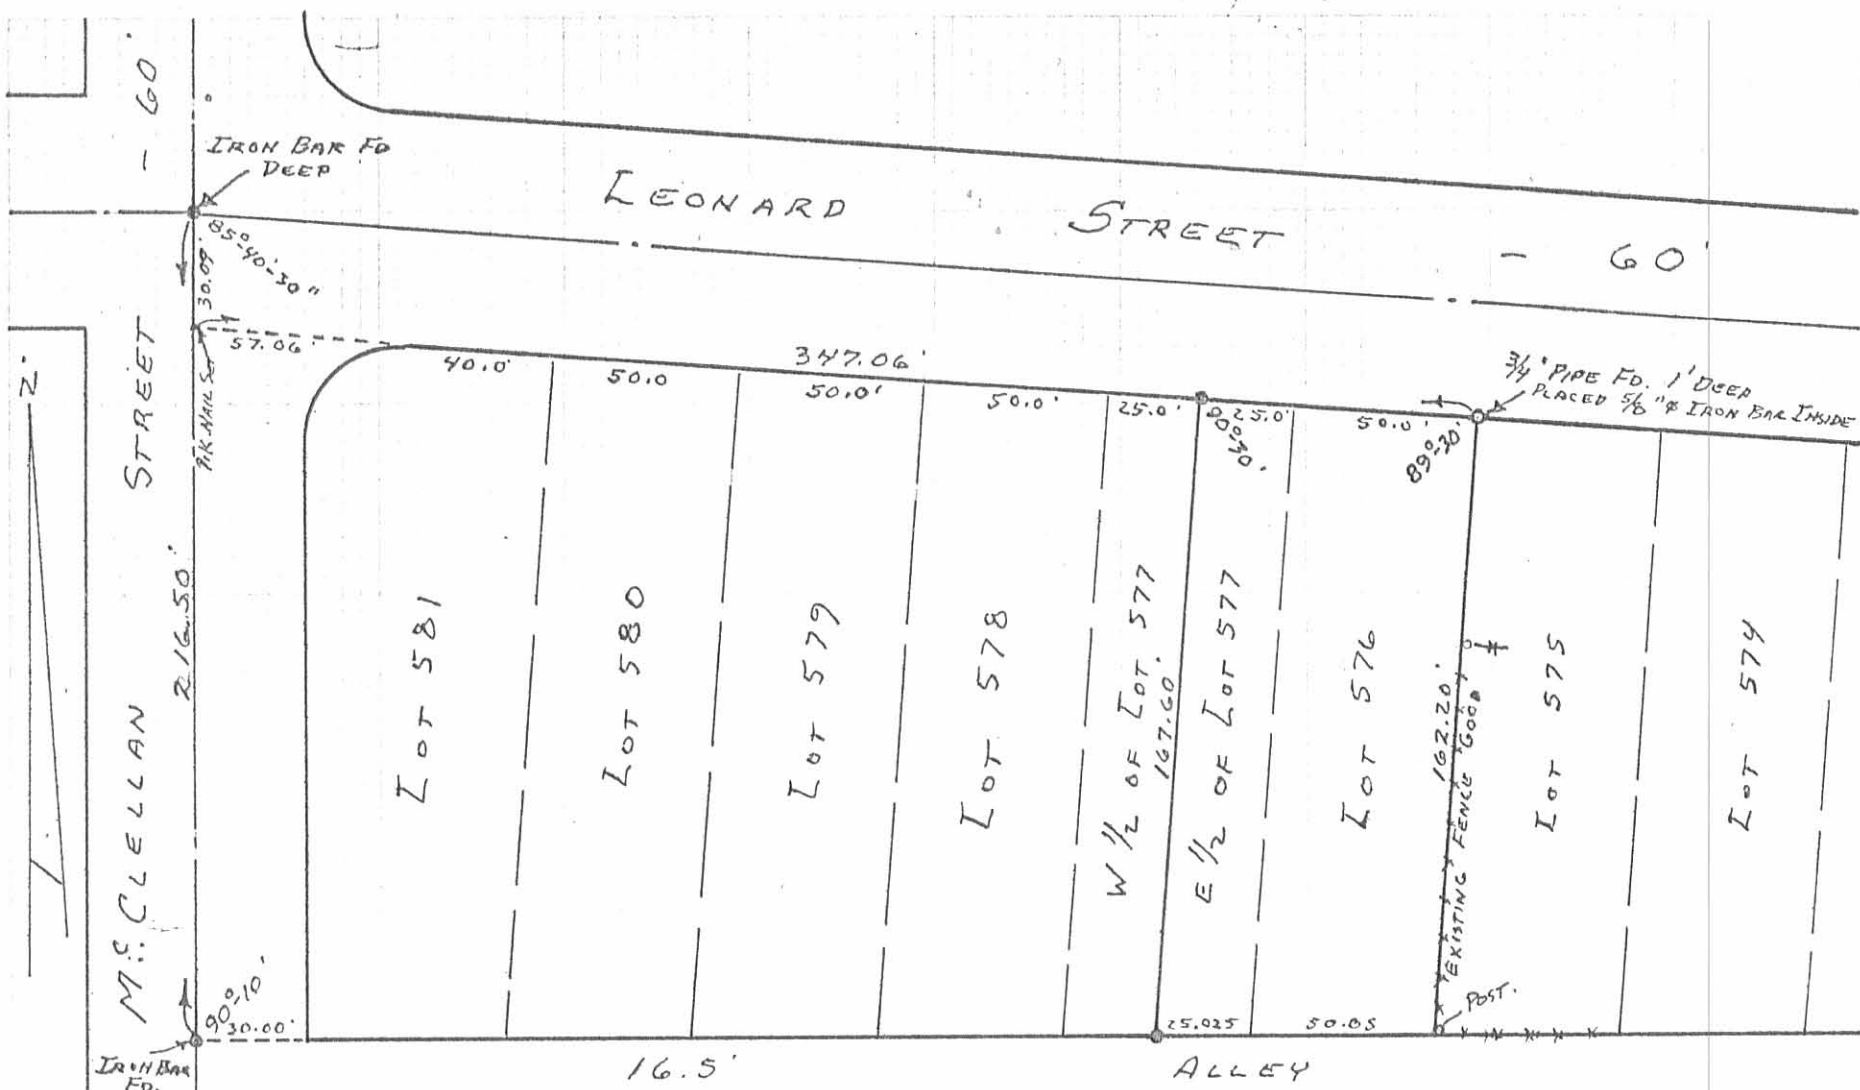 - 60'
IRON BAR FD
DEEP
LEONARD STREET - 60'
85°-40'-30"
30.09'
P.K. NAIL SET
57.06'
347.06'
40.0'
50.0
50.0'
50.0'
25.0'
25.0'
50.0'
90°-30'
89°-30'
3/4" PIPE FD. 1' DEEP
PLACED 5/8" ⌀ IRON BAR INSIDE
N
McCLELLAN STREET
216.50'
LOT 581
LOT 580
LOT 579
LOT 578
W 1/2 OF LOT 577
167.60'
E 1/2 OF LOT 577
LOT 576
162.20'
EXISTING FENCE GOOD
LOT 575
LOT 574
POST.
90°-10'
30.00'
25.025
50.05
IRON BAR
FD.
16.5' ALLEY